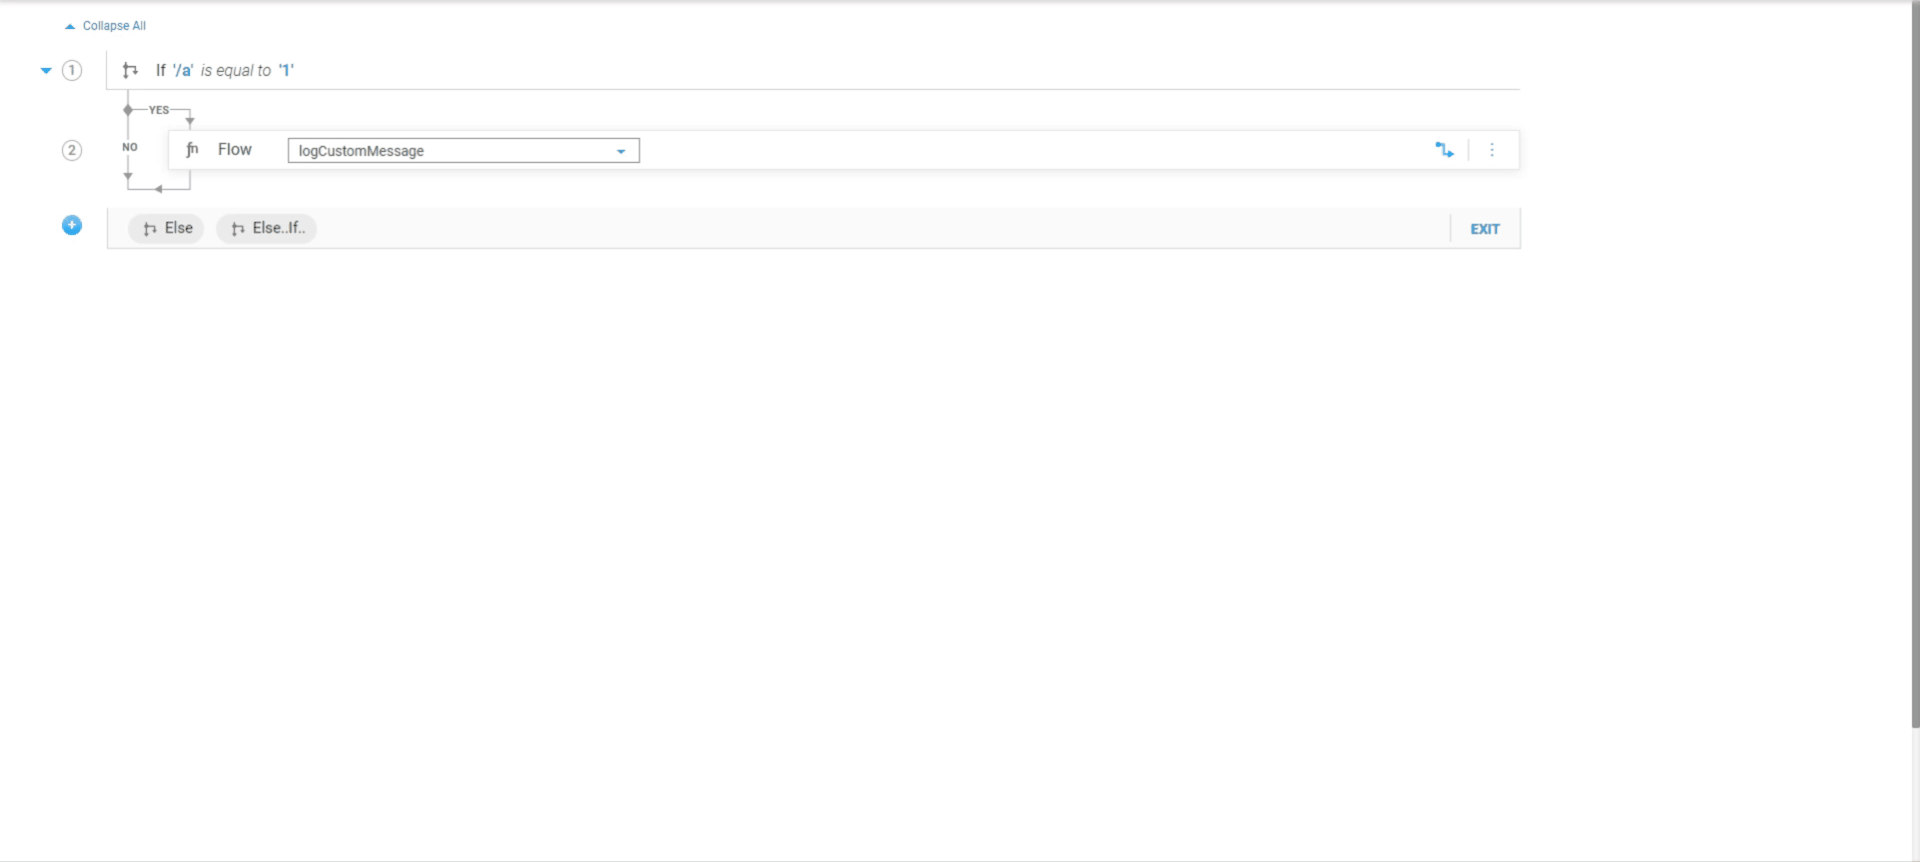 Collapse All
1 If '/a' is equal to '1'
YES
2 NO fn Flow logCustomMessage
Else Else..If.. EXIT